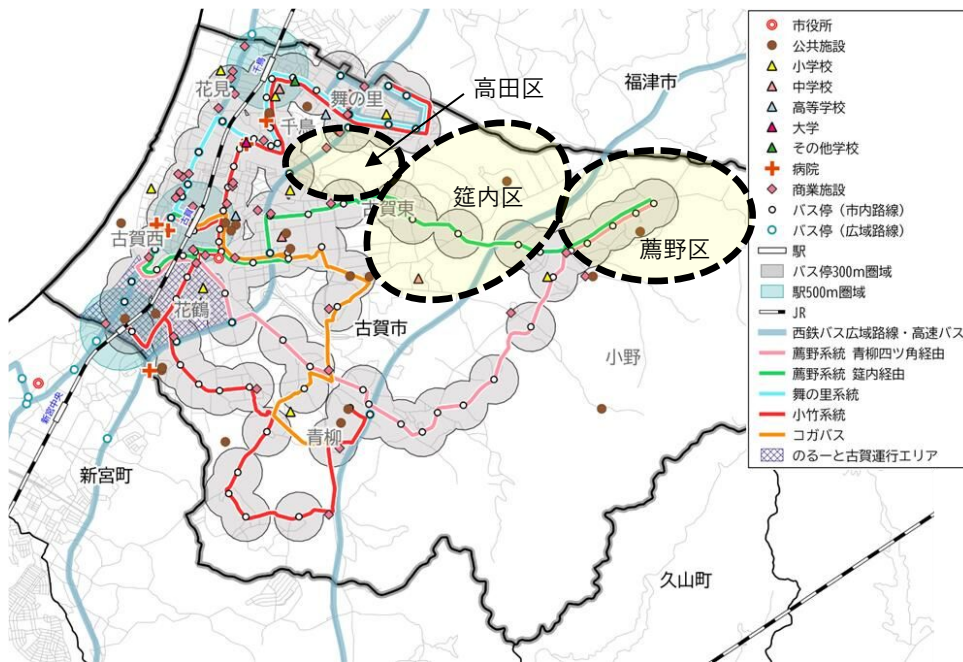 高田区
福津市
花見
千鳥
舞の里
千鳥
筵内区
古賀東
薦野区
古賀
古賀西
花鶴
古賀市
小野
青柳
新宮中央
新宮町
久山町
市役所
公共施設
小学校
中学校
高等学校
大学
その他学校
病院
商業施設
バス停（市内路線）
バス停（広域路線）
駅
バス停300m圏域
駅500m圏域
JR
西鉄バス広域路線・高速バス
薦野系統 青柳四ツ角経由
薦野系統 筵内経由
舞の里系統
小竹系統
コガバス
のるーと古賀運行エリア